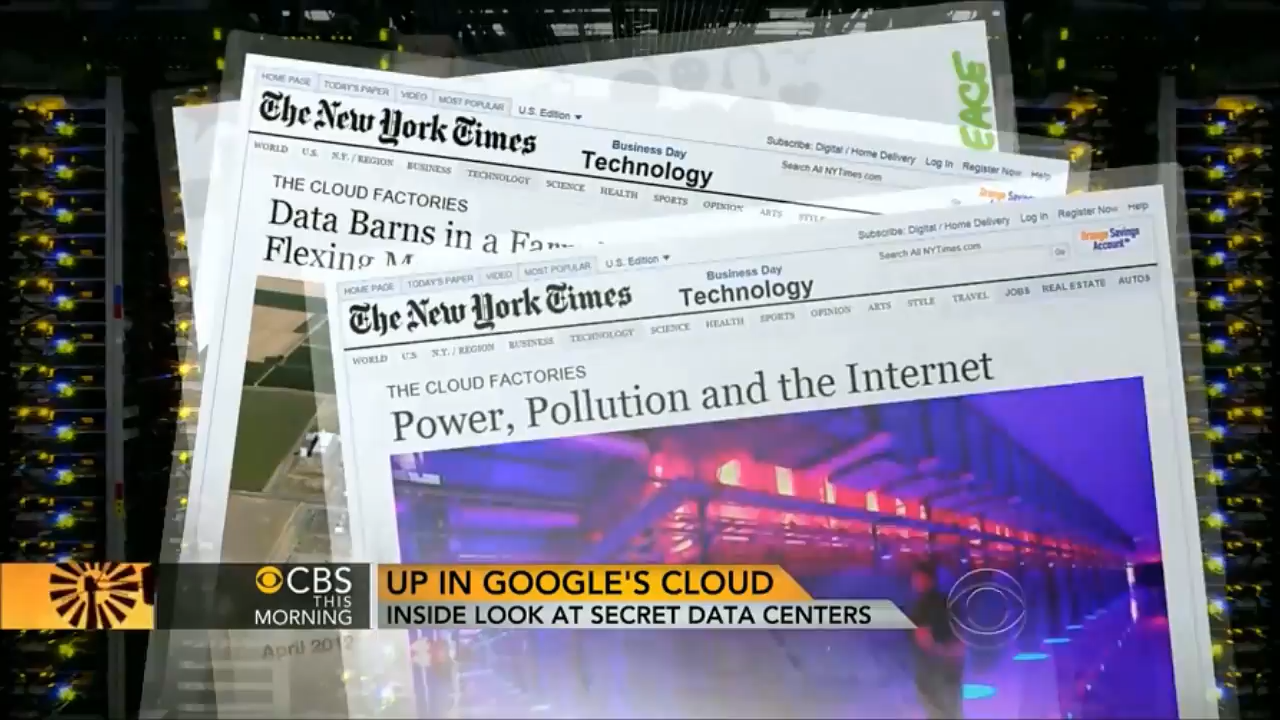 EACE
HOME PAGE TODAY'S PAPER VIDEO MOST POPULAR U.S. Edition
The New York Times
Business Day
Technology
Subscribe: Digital / Home Delivery Log In Register Now Help
Search All NYTimes.com
WORLD U.S. N.Y. / REGION BUSINESS TECHNOLOGY SCIENCE HEALTH SPORTS OPINION ARTS STYLE
THE CLOUD FACTORIES
Data Barns in a
Flexing
HOME PAGE TODAY'S PAPER VIDEO MOST POPULAR U.S. Edition
The New York Times
Business Day
Technology
Subscribe: Digital / Home Delivery Log In Register Now Help
Search All NYTimes.com Go
Orange Savings
Account
WORLD U.S. N.Y. / REGION BUSINESS TECHNOLOGY SCIENCE HEALTH SPORTS OPINION ARTS STYLE TRAVEL JOBS REAL ESTATE AUTOS
THE CLOUD FACTORIES
Power, Pollution and the Internet
CBS
THIS
MORNING
UP IN GOOGLE'S CLOUD
INSIDE LOOK AT SECRET DATA CENTERS
April 2012